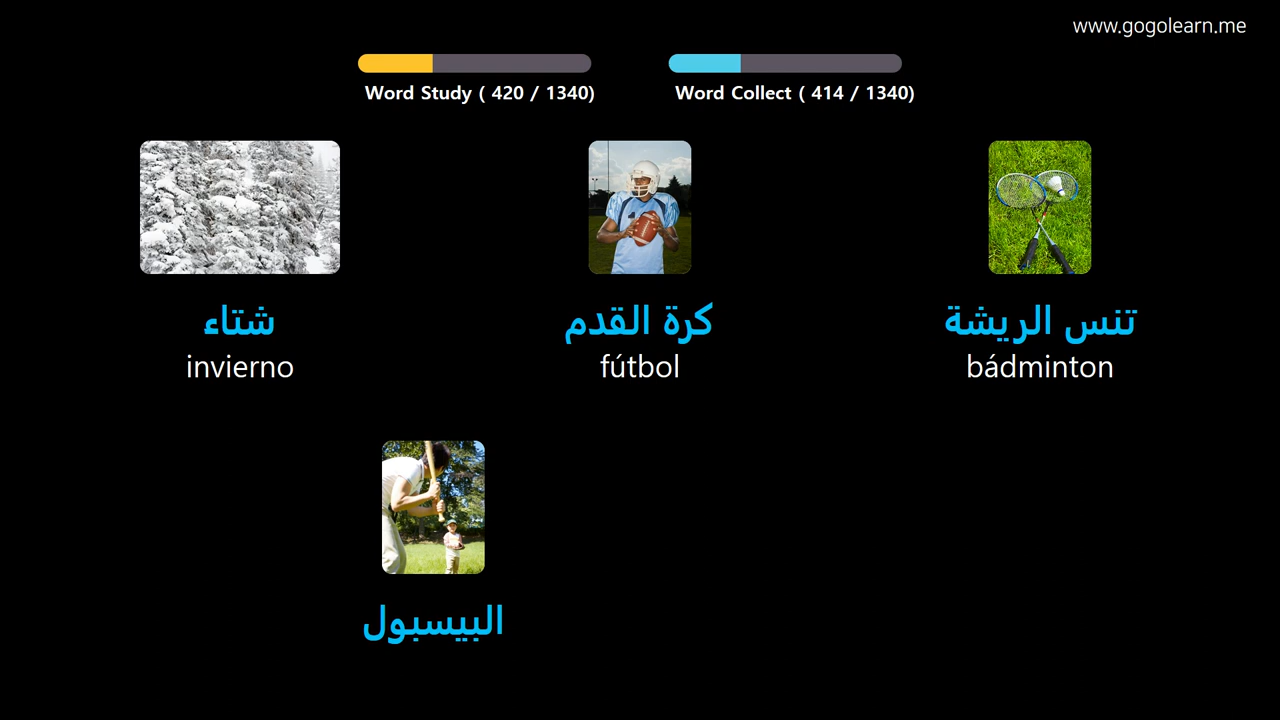 www.gogolearn.me
Word Study ( 420 / 1340)
Word Collect ( 414 / 1340)
شتاء
invierno
كرة القدم
fútbol
تنس الريشة
bádminton
البيسبول